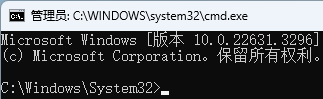 管理员: C:\WINDOWS\system32\cmd.exe
Microsoft Windows [版本 10.0.22631.3296]
(c) Microsoft Corporation。保留所有权利。
C:\Windows\System32>